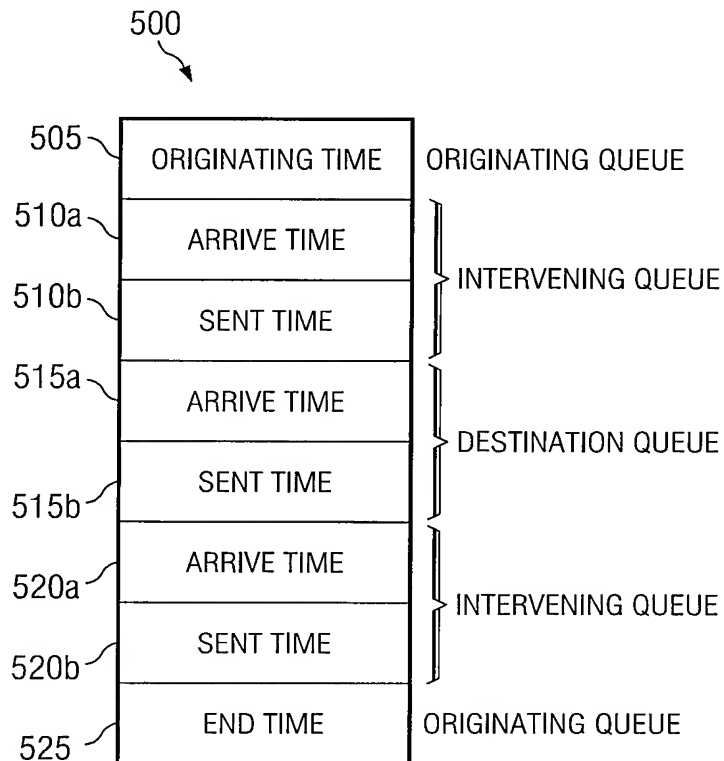 500
505 ORIGINATING TIME ORIGINATING QUEUE
510a ARRIVE TIME
INTERVENING QUEUE
510b SENT TIME
515a ARRIVE TIME
DESTINATION QUEUE
515b SENT TIME
520a ARRIVE TIME
INTERVENING QUEUE
520b SENT TIME
525 END TIME ORIGINATING QUEUE